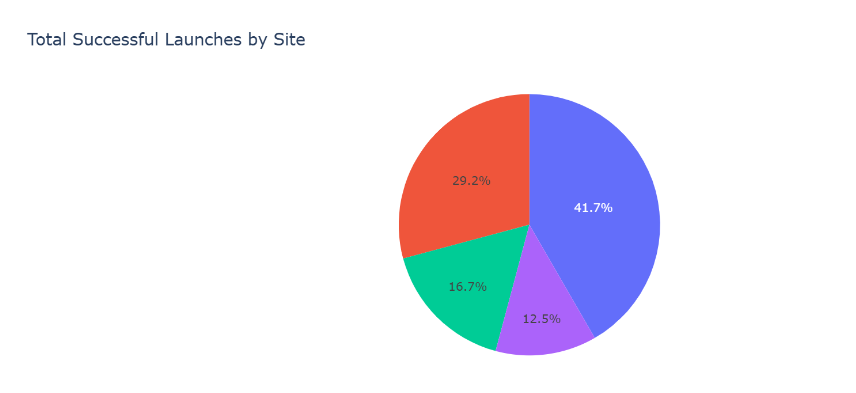 Total Successful Launches by Site
29.2%
41.7%
16.7%
12.5%